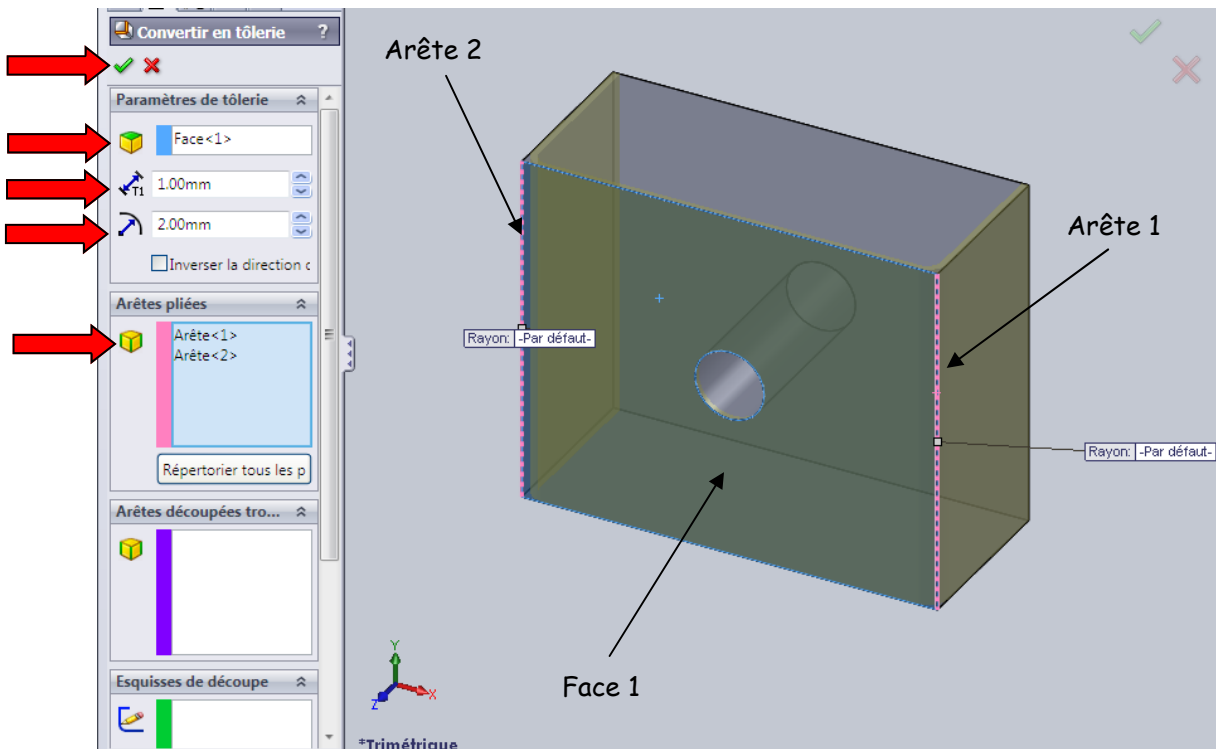 Convertir en tôlerie ?
Paramètres de tôlerie
Face<1>
T1 1.00mm
2.00mm
Inverser la direction d
Arêtes pliées
Arête<1>
Arête<2>
Répertorier tous les p
Arêtes découpées tro...
Esquisses de découpe
Arête 2
Arête 1
Rayon: -Par défaut-
Rayon: -Par défaut-
Face 1
Y
X
Z
*Trimétrique